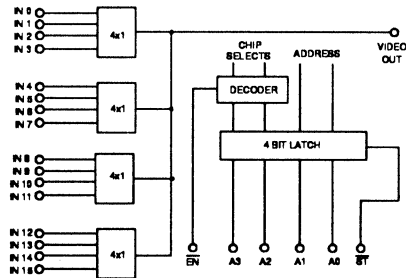 IN 0
IN 1
IN 2
IN 3
4x1
VIDEO
OUT
CHIP
SELECTS
ADDRESS
DECODER
IN 4
IN 5
IN 6
IN 7
4x1
4 BIT LATCH
IN 8
IN 9
IN 10
IN 11
4x1
IN 12
IN 13
IN 14
IN 15
4x1
EN
A3
A2
A1
A0
ST